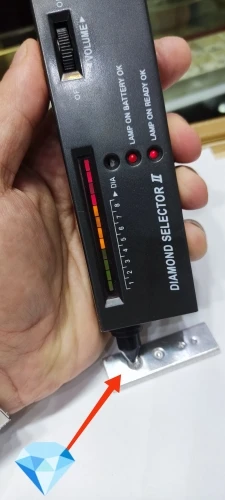 OFF
VOLUME▶
LAMP ON BATTERY OK
LAMP ON READY OK
▶ DIA
1 2 3 4 5 6 7 8
DIAMOND SELECTOR II